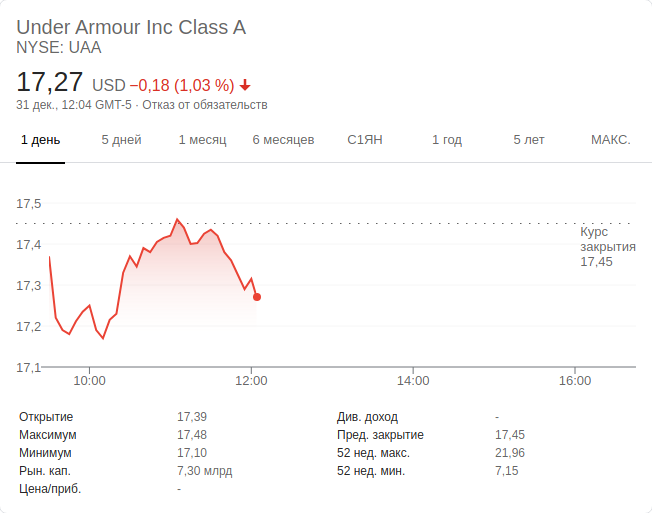 Under Armour Inc Class A
NYSE: UAA
17,27 USD −0,18 (1,03 %)
31 дек., 12:04 GMT-5 · Отказ от обязательств
1 день 5 дней 1 месяц 6 месяцев С1ЯН 1 год 5 лет МАКС.
17,5
Курс
закрытия
17,45
17,4
17,3
17,2
17,1
10:00 12:00 14:00 16:00
Открытие 17,39 Див. доход -
Максимум 17,48 Пред. закрытие 17,45
Минимум 17,10 52 нед. макс. 21,96
Рын. кап. 7,30 млрд 52 нед. мин. 7,15
Цена/приб. -